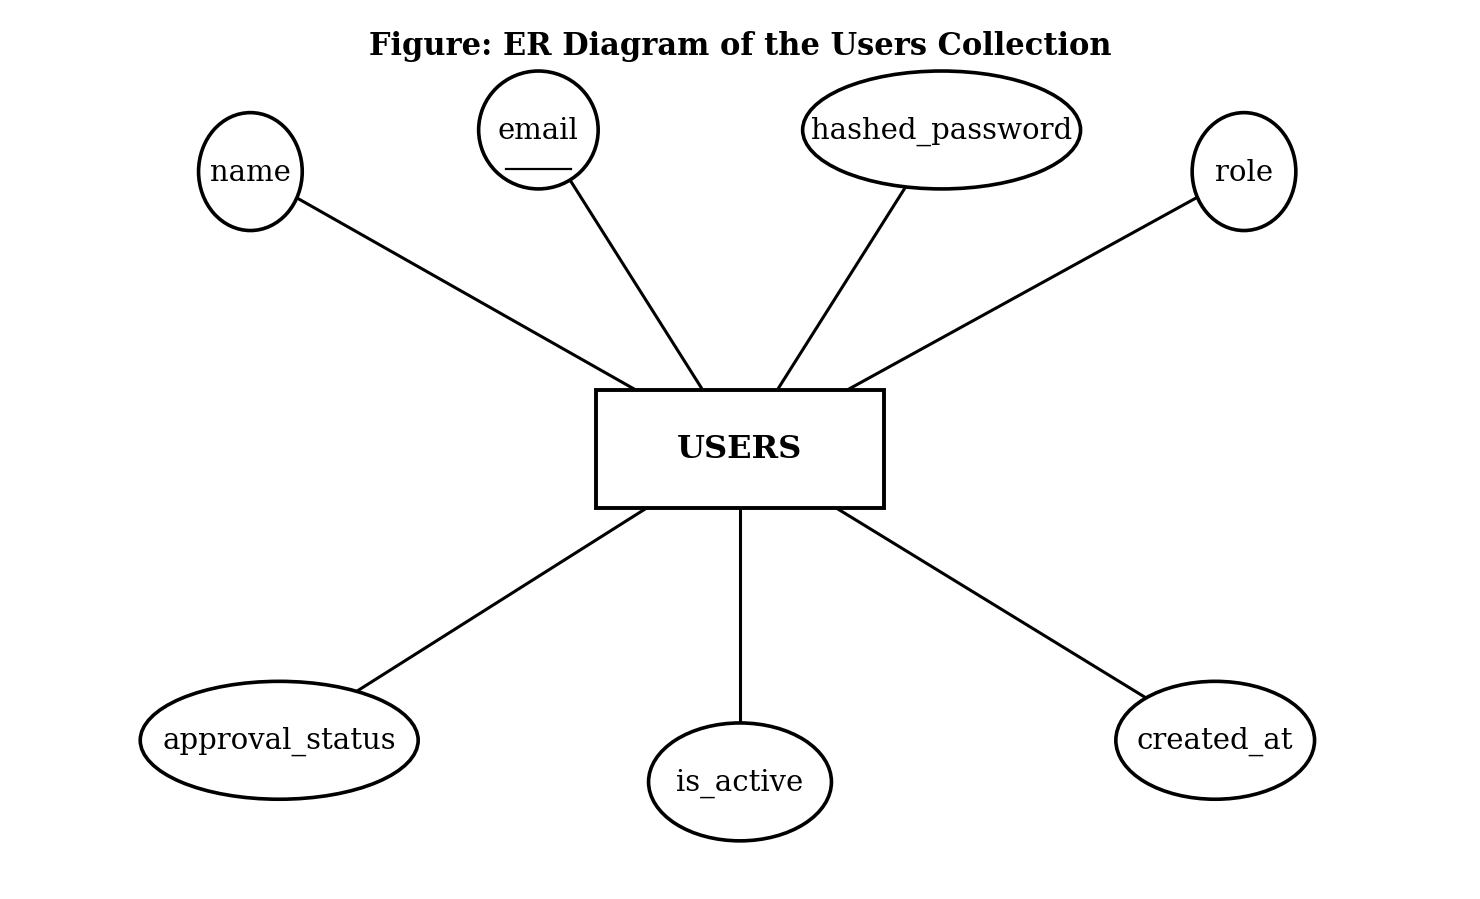 Figure: ER Diagram of the Users Collection
email
hashed_password
name
role
USERS
approval_status
created_at
is_active